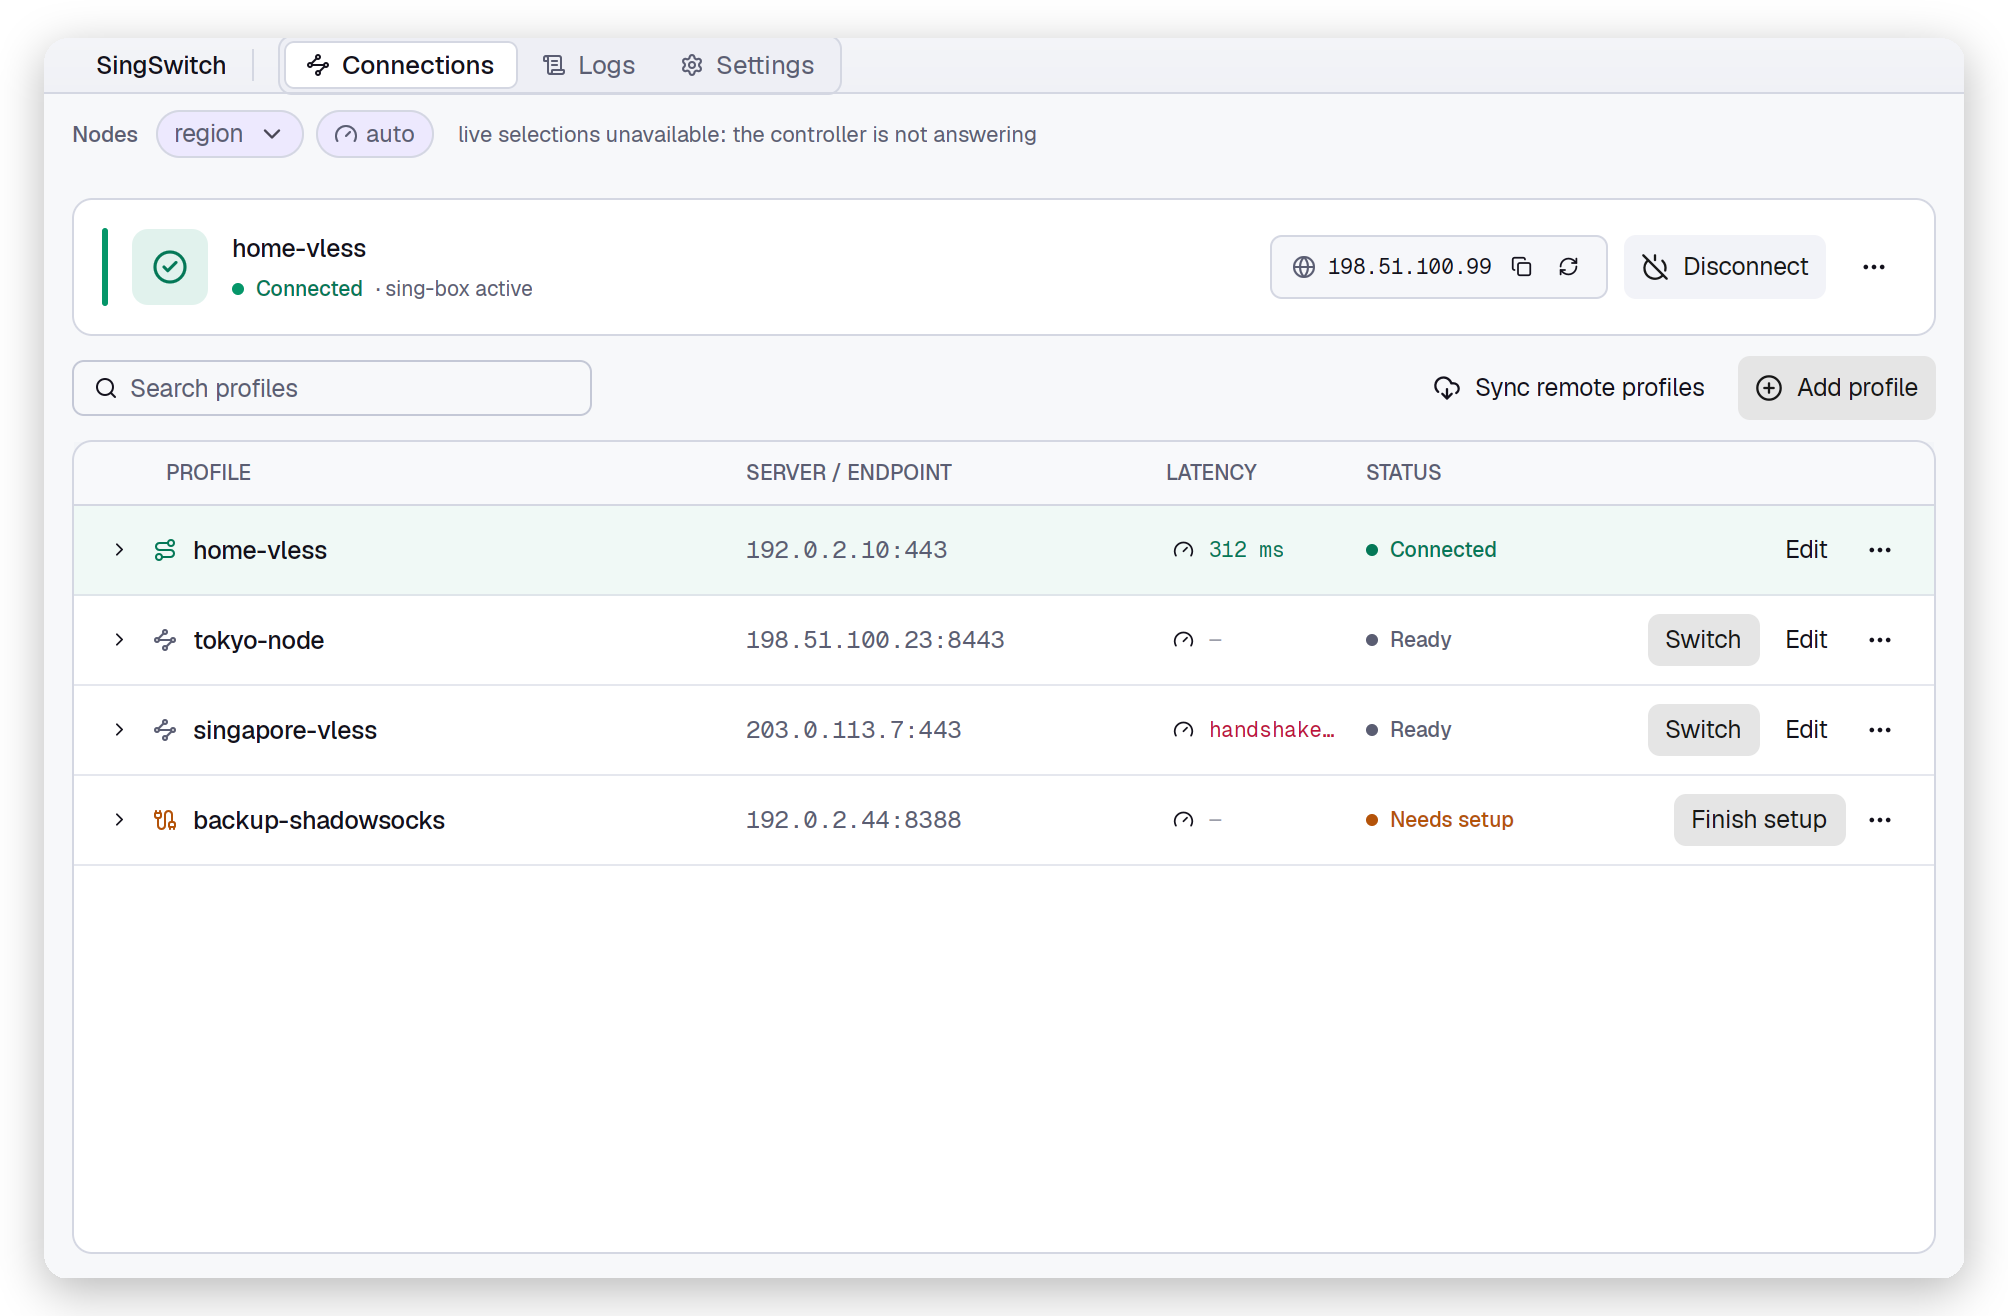 SingSwitch
Connections
Logs
Settings
Nodes
region
auto
live selections unavailable: the controller is not answering
home-vless
Connected · sing-box active
198.51.100.99
Disconnect
Search profiles
Sync remote profiles
Add profile
PROFILE
SERVER / ENDPOINT
LATENCY
STATUS
home-vless
192.0.2.10:443
312 ms
Connected
Edit
tokyo-node
198.51.100.23:8443
–
Ready
Switch
Edit
singapore-vless
203.0.113.7:443
handshake…
Ready
Switch
Edit
backup-shadowsocks
192.0.2.44:8388
–
Needs setup
Finish setup